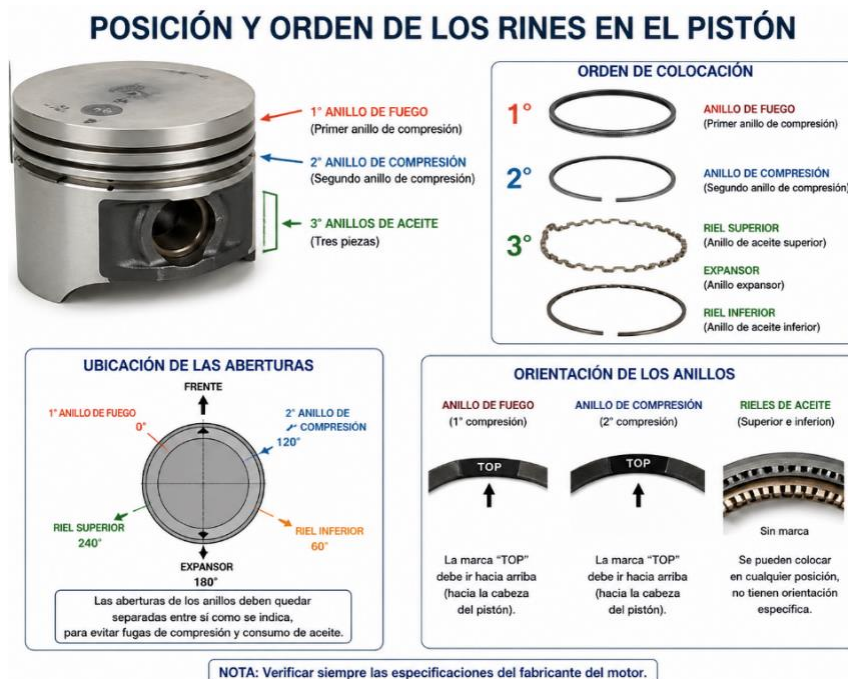 POSICIÓN Y ORDEN DE LOS RINES EN EL PISTÓN
1° ANILLO DE FUEGO
(Primer anillo de compresión)
2° ANILLO DE COMPRESIÓN
(Segundo anillo de compresión)
3° ANILLOS DE ACEITE
(Tres piezas)
ORDEN DE COLOCACIÓN
1°
ANILLO DE FUEGO
(Primer anillo de compresión)
2°
ANILLO DE COMPRESIÓN
(Segundo anillo de compresión)
3°
RIEL SUPERIOR
(Anillo de aceite superior)
EXPANSOR
(Anillo expansor)
RIEL INFERIOR
(Anillo de aceite inferior)
UBICACIÓN DE LAS ABERTURAS
FRENTE
1° ANILLO DE FUEGO
0°
2° ANILLO DE
COMPRESIÓN
120°
RIEL SUPERIOR
240°
RIEL INFERIOR
60°
EXPANSOR
180°
Las aberturas de los anillos deben quedar
separadas entre sí como se indica,
para evitar fugas de compresión y consumo de aceite.
ORIENTACIÓN DE LOS ANILLOS
ANILLO DE FUEGO
(1° compresión)
TOP
La marca “TOP”
debe ir hacia arriba
(hacia la cabeza
del pistón).
ANILLO DE COMPRESIÓN
(2° compresión)
TOP
La marca “TOP”
debe ir hacia arriba
(hacia la cabeza
del pistón).
RIELES DE ACEITE
(Superior e inferion)
Sin marca
Se pueden colocar
en cualquier posición,
no tienen orientación
específica.
NOTA: Verificar siempre las especificaciones del fabricante del motor.